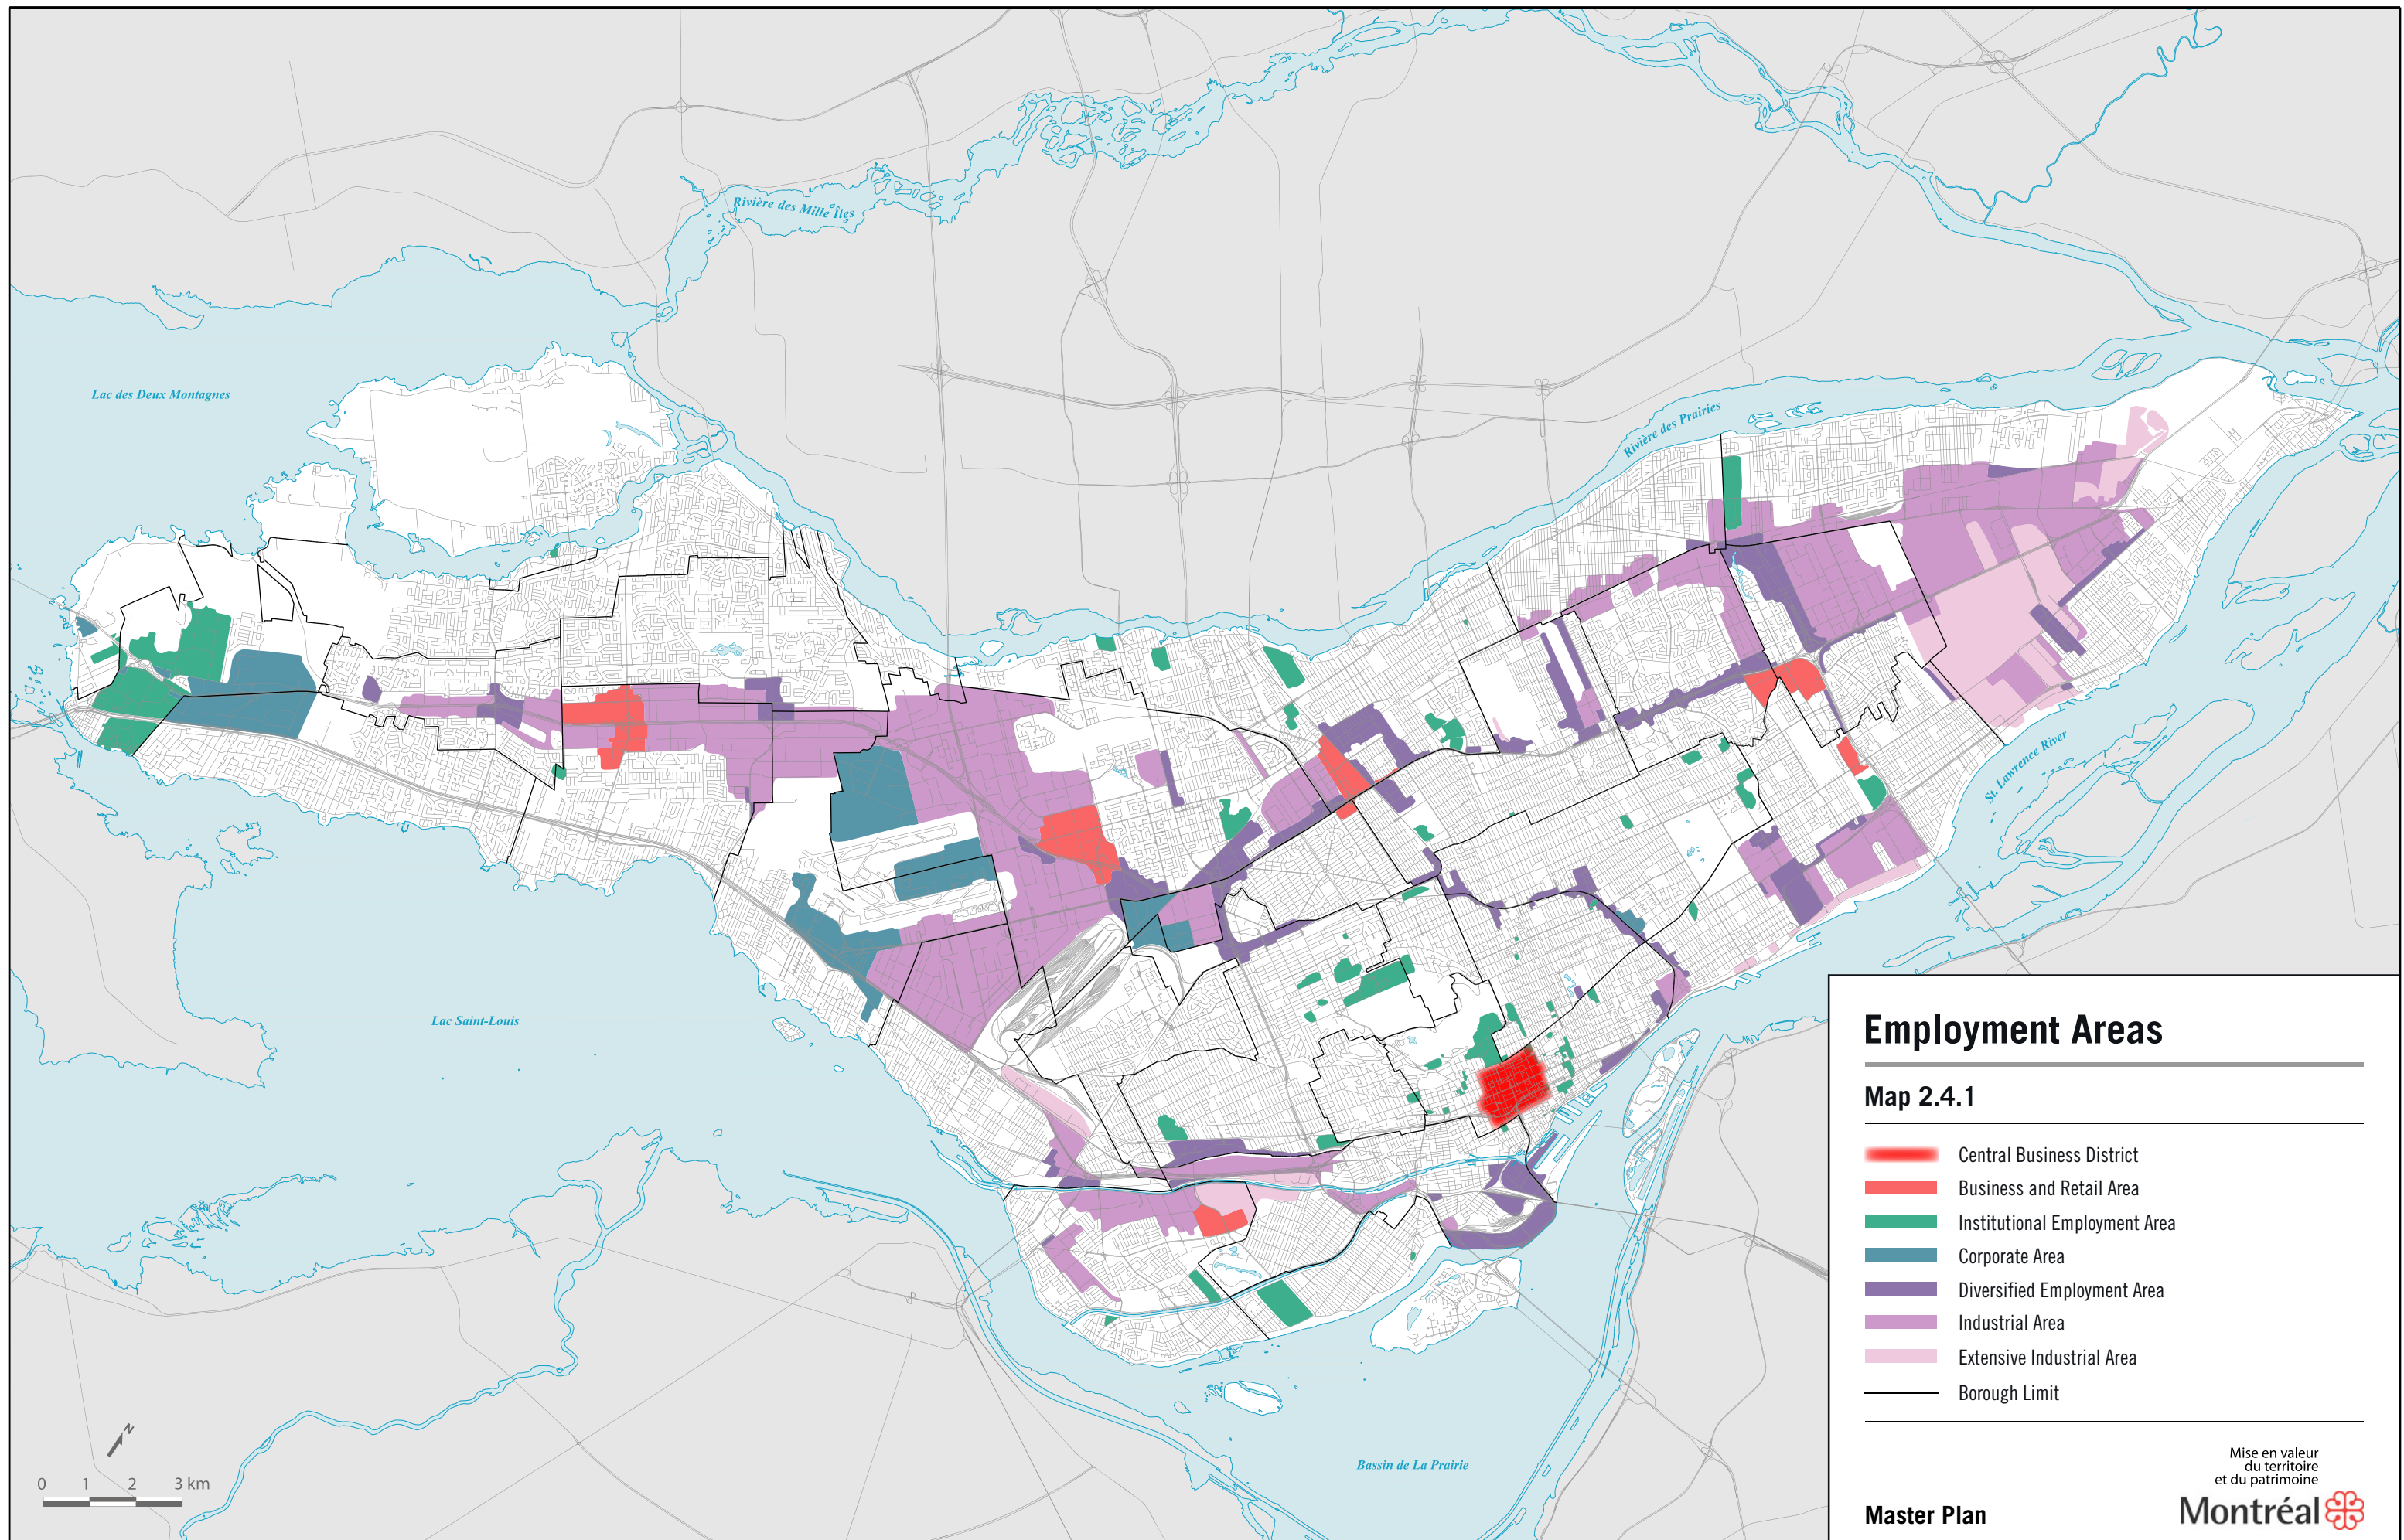 Rivière des Mille Îles
Lac des Deux Montagnes
Rivière des Prairies
St. Lawrence River
Lac Saint-Louis
Bassin de La Prairie
N
0 1 2 3 km
Employment Areas
Map 2.4.1
Central Business District
Business and Retail Area
Institutional Employment Area
Corporate Area
Diversified Employment Area
Industrial Area
Extensive Industrial Area
Borough Limit
Mise en valeur
du territoire
et du patrimoine
Master Plan
Montréal